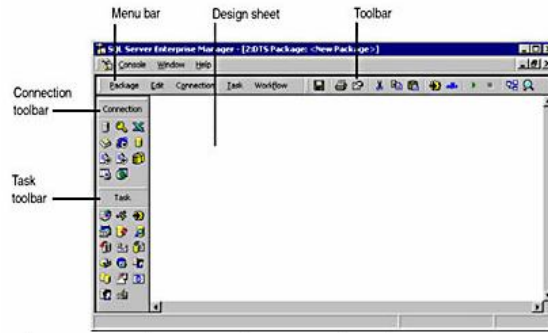 Menu bar
Design sheet
Toolbar
SQL Server Enterprise Manager - [2:DTS Package: <New Package>]
Console Window Help
Package Edit Connection Task Workflow
Connection
toolbar
Connection
Task
toolbar
Task